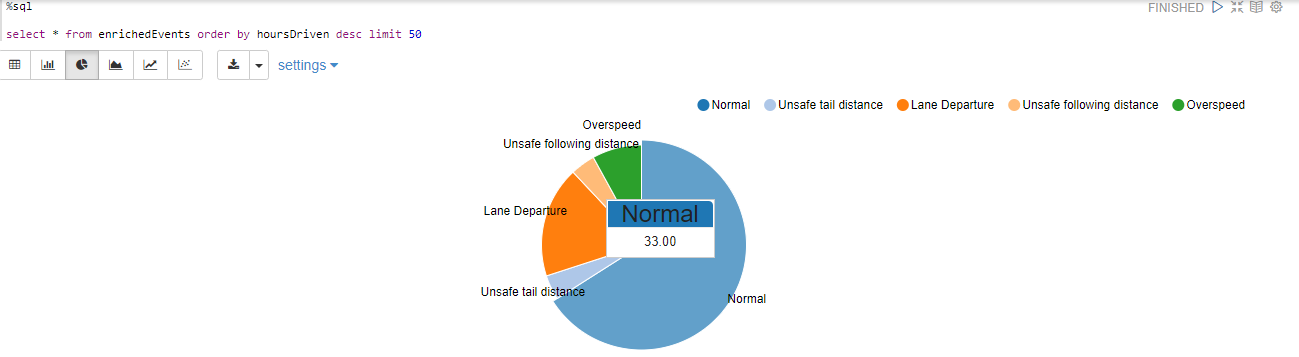 %sql
FINISHED
select * from enrichedEvents order by hoursDriven desc limit 50
settings
Normal Unsafe tail distance Lane Departure Unsafe following distance Overspeed
Overspeed
Unsafe following distance
Lane Departure
Normal
33.00
Unsafe tail distance
Normal